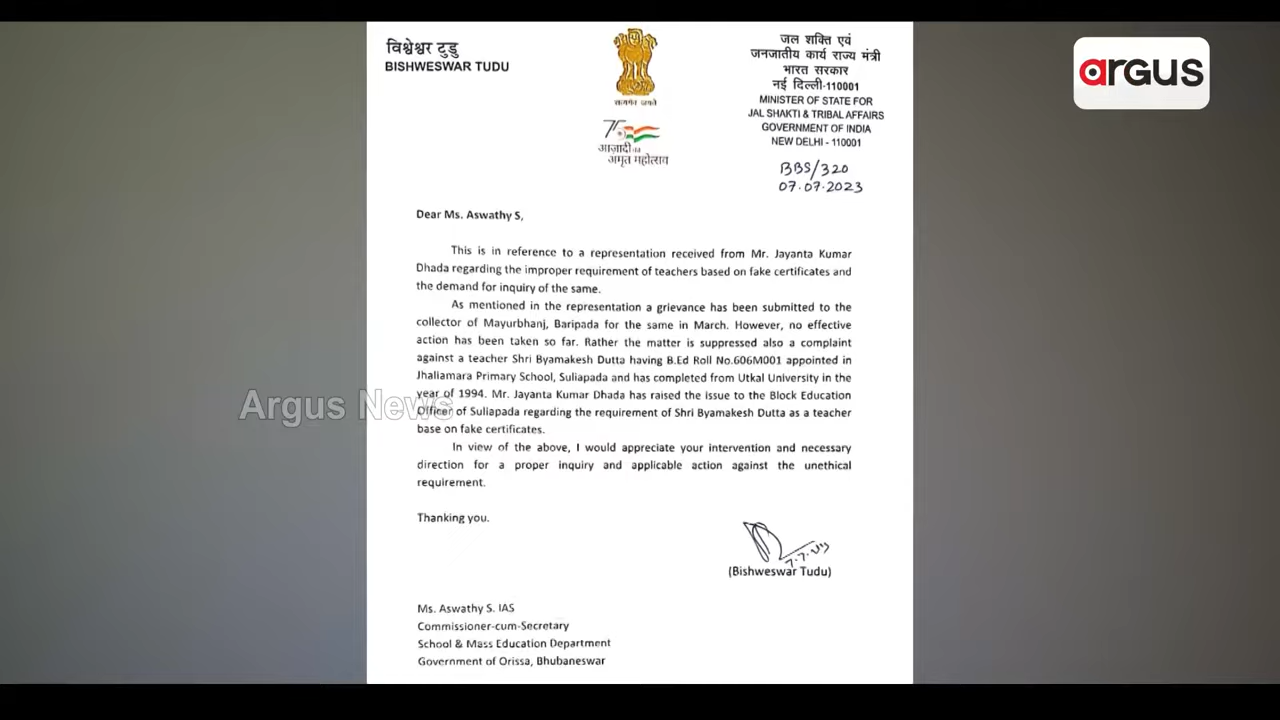 विश्वेश्वर टुडु
BISHWESWAR TUDU
सत्यमेव जयते
75
आज़ादी का
अमृत महोत्सव
जल शक्ति एवं
जनजातीय कार्य राज्य मंत्री
भारत सरकार
नई दिल्ली-110001
MINISTER OF STATE FOR
JAL SHAKTI & TRIBAL AFFAIRS
GOVERNMENT OF INDIA
NEW DELHI - 110001
BBS/320
07.07.2023
argus
Dear Ms. Aswathy S,
This is in reference to a representation received from Mr. Jayanta Kumar
Dhada regarding the improper requirement of teachers based on fake certificates and
the demand for inquiry of the same.
As mentioned in the representation a grievance has been submitted to the
collector of Mayurbhanj, Baripada for the same in March. However, no effective
action has been taken so far. Rather the matter is suppressed also a complaint
against a teacher Shri Byamakesh Dutta having B.Ed Roll No.606M001 appointed in
Jhaliamara Primary School, Suliapada and has completed from Utkal University in the
year of 1994. Mr. Jayanta Kumar Dhada has raised the issue to the Block Education
Officer of Suliapada regarding the requirement of Shri Byamakesh Dutta as a teacher
base on fake certificates.
Argus News
In view of the above, I would appreciate your intervention and necessary
direction for a proper inquiry and applicable action against the unethical
requirement.
Thanking you.
(Bishweswar Tudu)
Ms. Aswathy S. IAS
Commissioner-cum-Secretary
School & Mass Education Department
Government of Orissa, Bhubaneswar